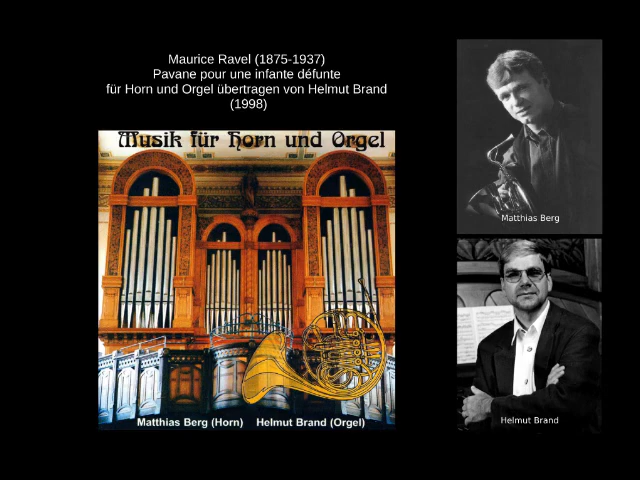 Maurice Ravel (1875-1937)
Pavane pour une infante défunte
für Horn und Orgel übertragen von Helmut Brand
(1998)
Musik für Horn und Orgel
Matthias Berg (Horn) Helmut Brand (Orgel)
Matthias Berg
Helmut Brand